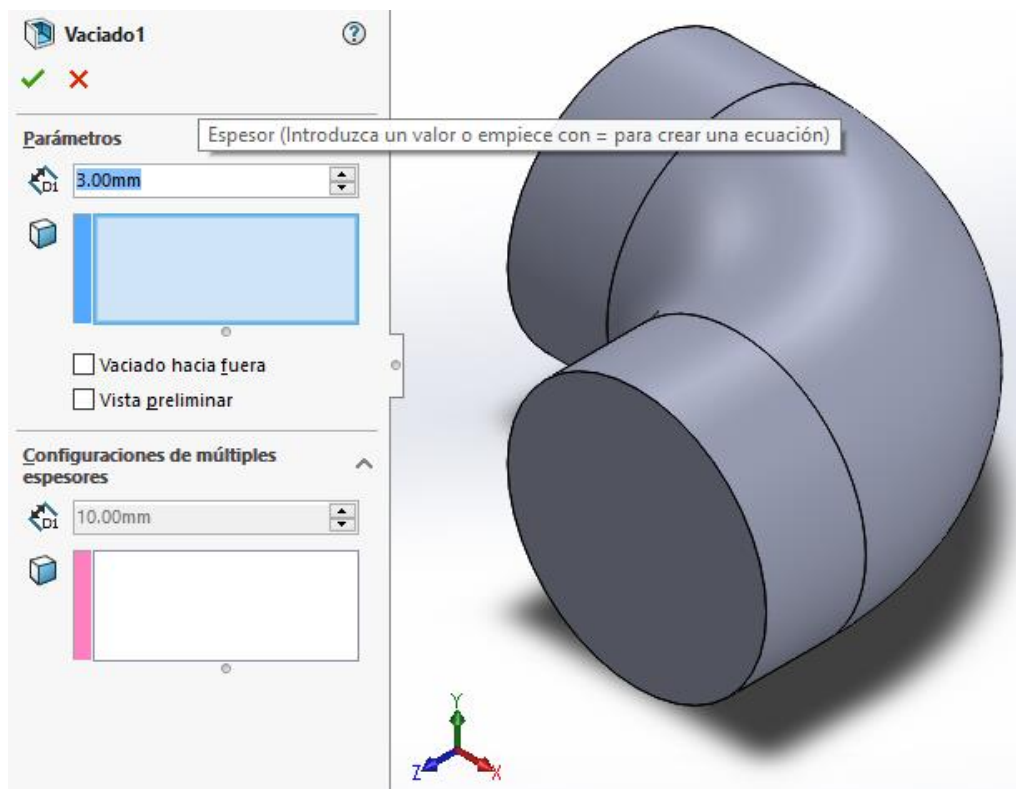 Vaciado1
Parámetros
Espesor (Introduzca un valor o empiece con = para crear una ecuación)
D1
3.00mm
Vaciado hacia fuera
Vista preliminar
Configuraciones de múltiples
espesores
D1
10.00mm
Y
Z
X